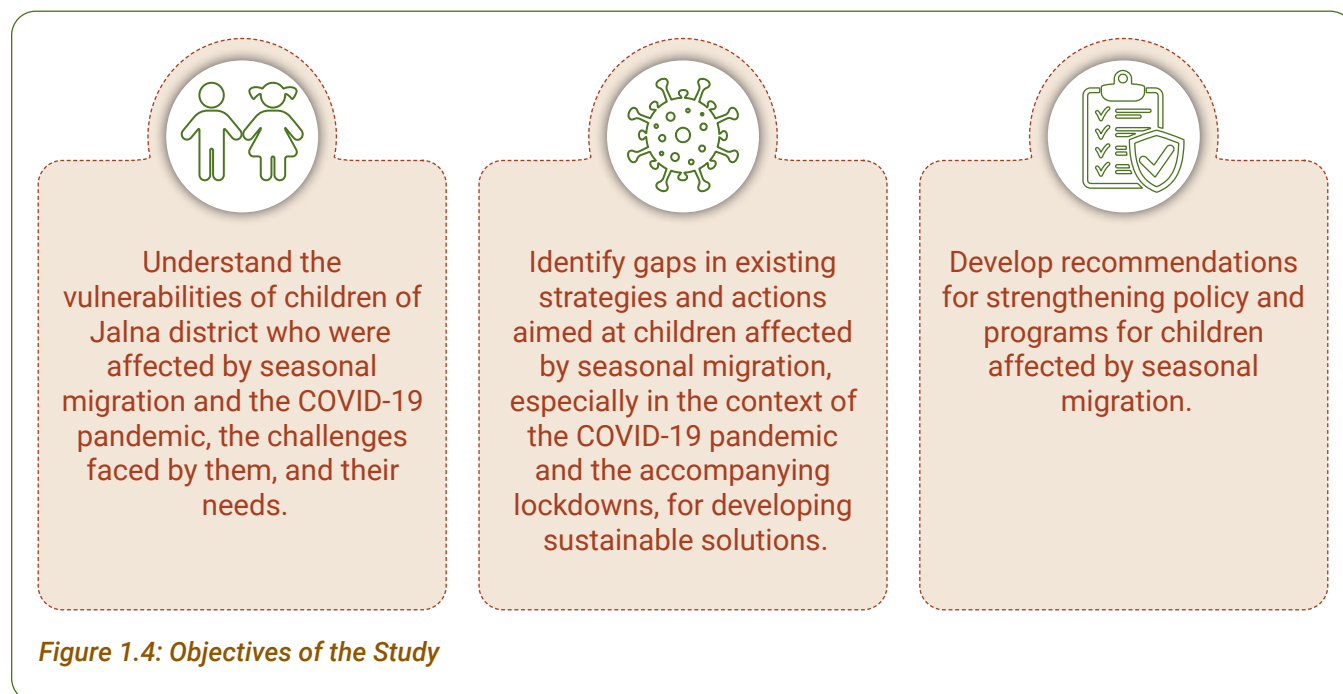 Understand the
vulnerabilities of children of
Jalna district who were
affected by seasonal
migration and the COVID-19
pandemic, the challenges
faced by them, and their
needs.
Identify gaps in existing
strategies and actions
aimed at children affected
by seasonal migration,
especially in the context of
the COVID-19 pandemic
and the accompanying
lockdowns, for developing
sustainable solutions.
Develop recommendations
for strengthening policy and
programs for children
affected by seasonal
migration.
Figure 1.4: Objectives of the Study